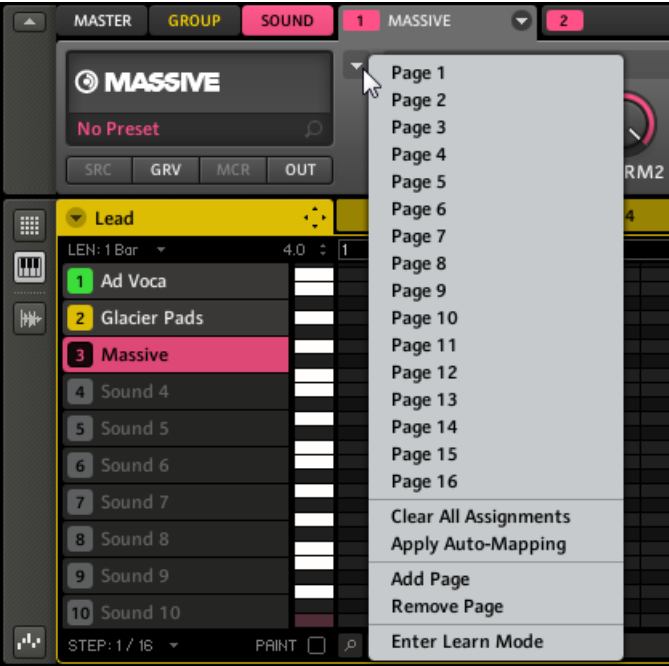 MASTER GROUP SOUND 1 MASSIVE 2
MASSIVE
No Preset
SRC GRV MCR OUT
RM2
Page 1
Page 2
Page 3
Page 4
Page 5
Page 6
Page 7
Page 8
Page 9
Page 10
Page 11
Page 12
Page 13
Page 14
Page 15
Page 16
Clear All Assignments
Apply Auto-Mapping
Add Page
Remove Page
Enter Learn Mode
Lead 4
LEN: 1 Bar 4.0 1
1 Ad Voca
2 Glacier Pads
3 Massive
4 Sound 4
5 Sound 5
6 Sound 6
7 Sound 7
8 Sound 8
9 Sound 9
10 Sound 10
STEP: 1 / 16 PAINT